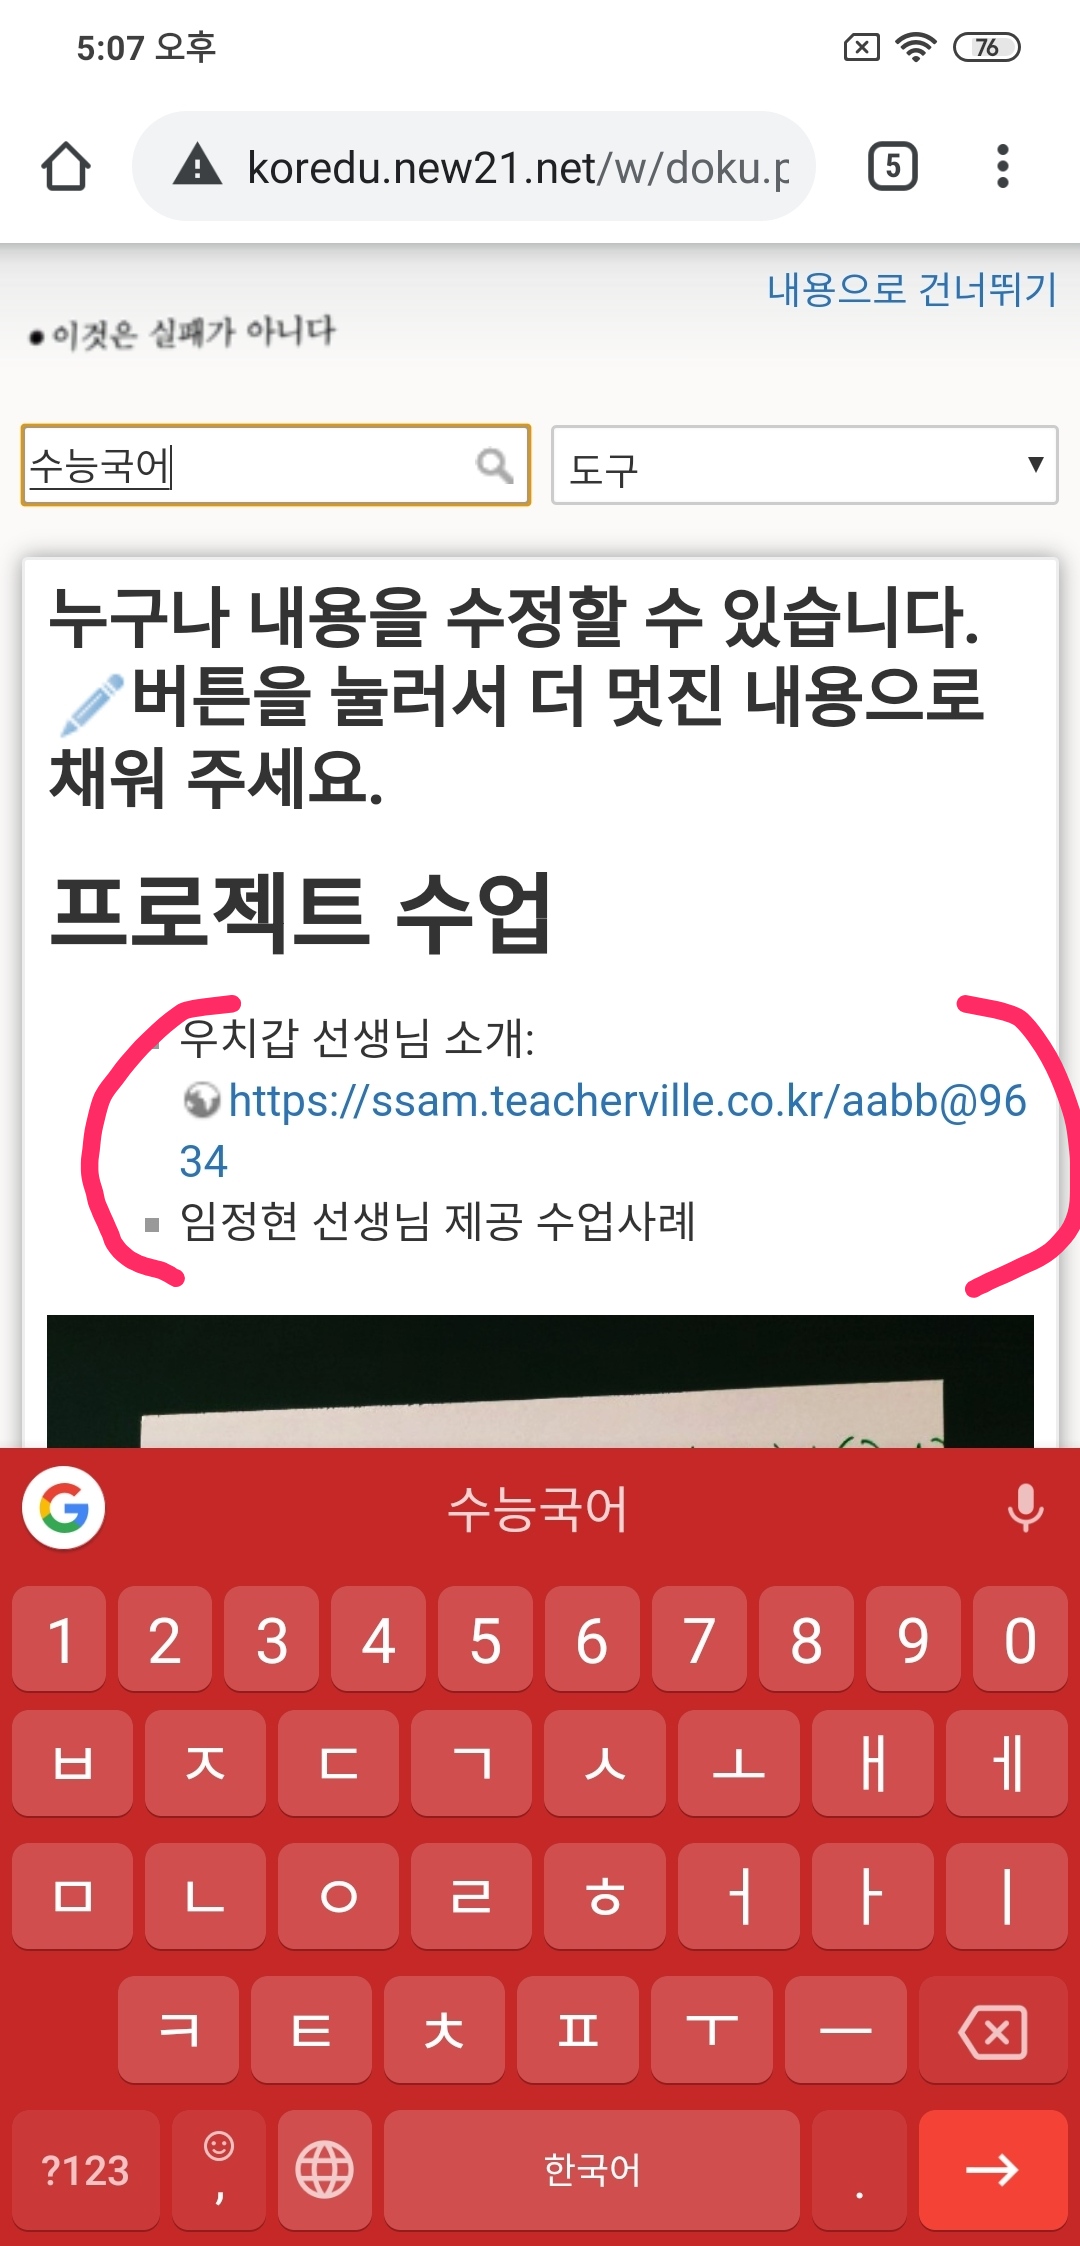 5:07 오후
76
koredu.new21.net/w/doku.p
5
내용으로 건너뛰기
●이것은 실패가 아니다
수능국어
도구
누구나 내용을 수정할 수 있습니다.
버튼을 눌러서 더 멋진 내용으로
채워 주세요.
프로젝트 수업
우치갑 선생님 소개:
https://ssam.teacherville.co.kr/aabb@96
34
임정현 선생님 제공 수업사례
수능국어
1 2 3 4 5 6 7 8 9 0
ㅂ ㅈ ㄷ ㄱ ㅅ ㅗ ㅐ ㅔ
ㅁ ㄴ ㅇ ㄹ ㅎ ㅓ ㅏ ㅣ
ㅋ ㅌ ㅊ ㅍ ㅜ ㅡ
?123 , 한국어 .